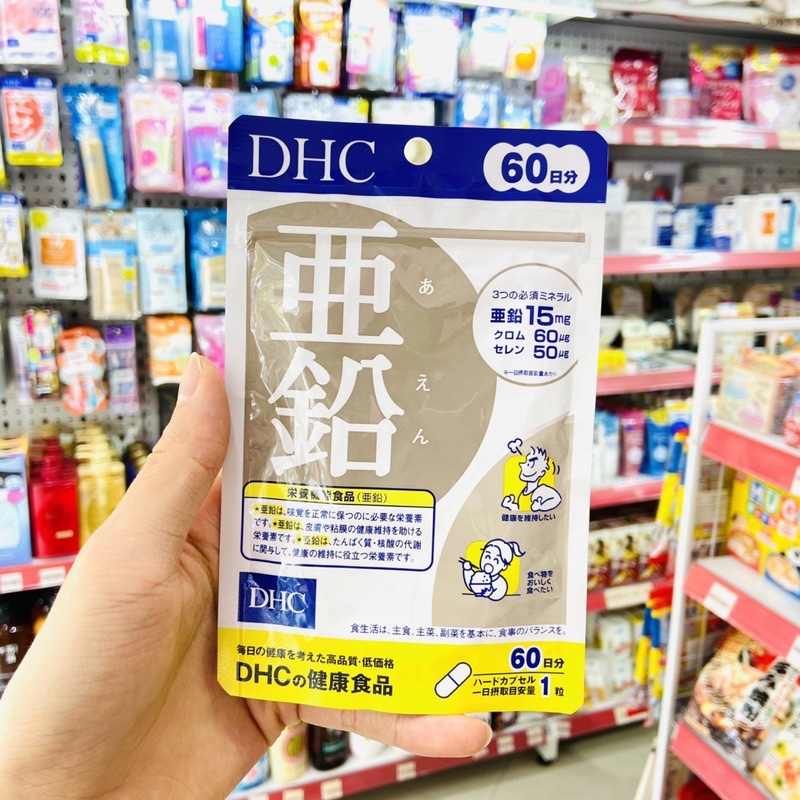 DHC
60日分
亜鉛
あえん
3つの必須ミネラル
亜鉛 15mg
クロム 60μg
セレン 50μg
※一日摂取目安量あたり
栄養機能食品(亜鉛)
★亜鉛は、味覚を正常に保つのに必要な栄養素
です。★亜鉛は、皮膚や粘膜の健康維持を助ける
栄養素です。★亜鉛は、たんぱく質・核酸の代謝
に関与して、健康の維持に役立つ栄養素です。
健康を維持したい
食べ物を
おいしく
食べたい
DHC
食生活は、主食、主菜、副菜を基本に、食事のバランスを。
毎日の健康を考えた高品質・低価格
DHCの健康食品
60日分
ハードカプセル
一日摂取目安量 1粒